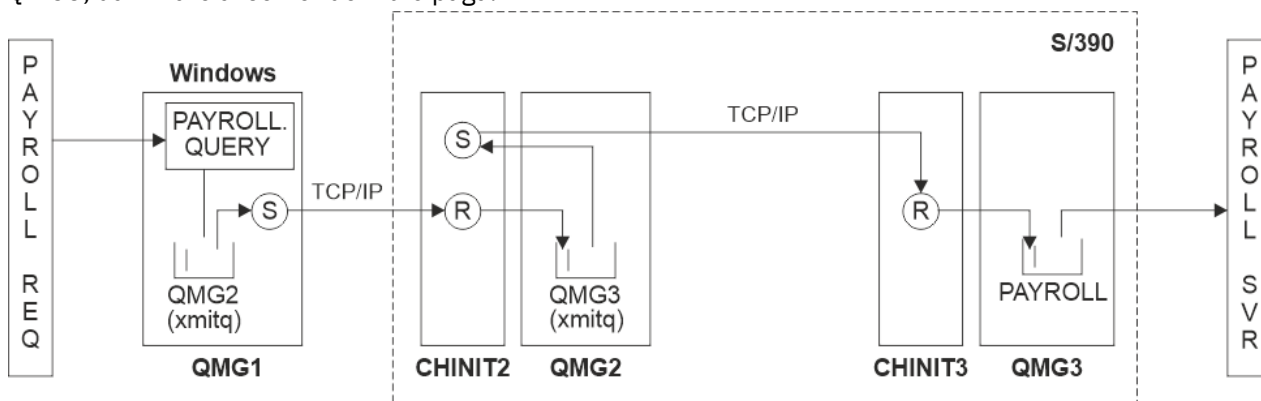 S/390
P
A
Y
R
O
L
L
R
E
Q
Windows
PAYROLL.
QUERY
S
TCP/IP
QMG2
(xmitq)
QMG1
S
R
CHINIT2
QMG3
(xmitq)
QMG2
TCP/IP
R
CHINIT3
PAYROLL
QMG3
P
A
Y
R
O
L
L
S
V
R